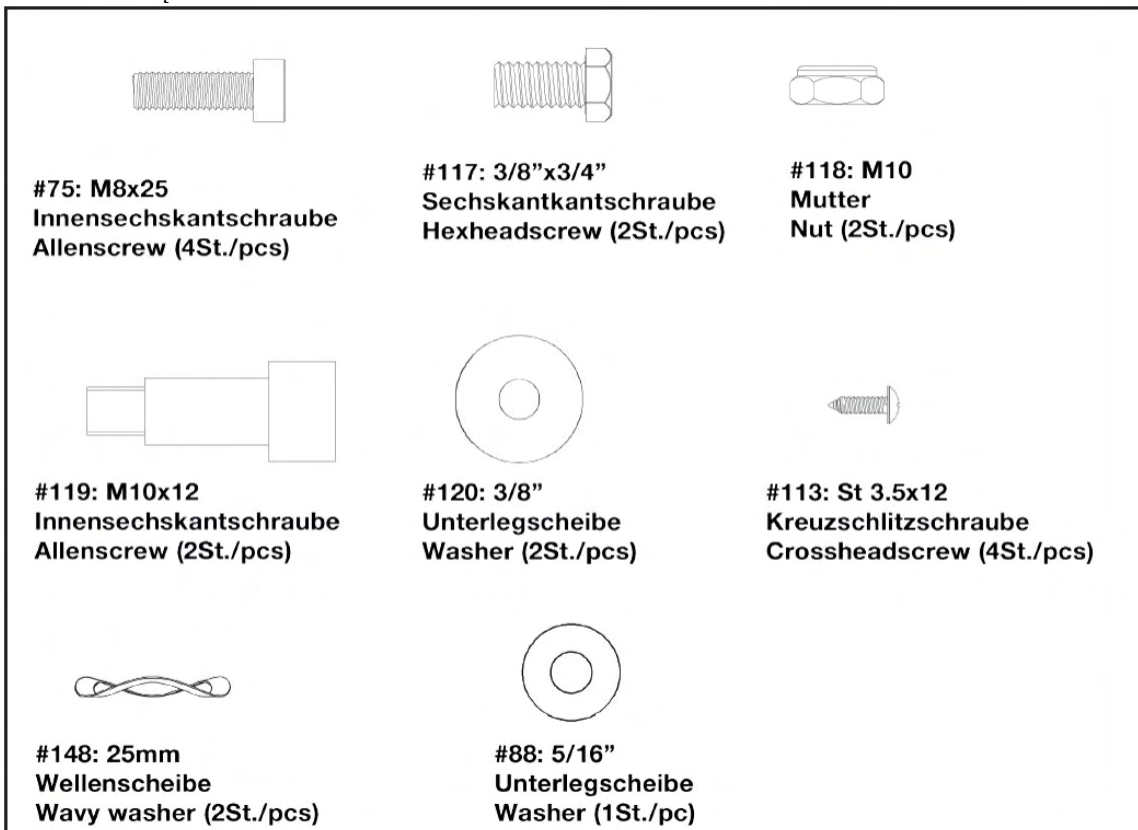 #75: M8x25
Innensechskantschraube
Allenscrew (4St./pcs)
#117: 3/8”x3/4”
Sechskantkantschraube
Hexheadscrew (2St./pcs)
#118: M10
Mutter
Nut (2St./pcs)
#119: M10x12
Innensechskantschraube
Allenscrew (2St./pcs)
#120: 3/8”
Unterlegscheibe
Washer (2St./pcs)
#113: St 3.5x12
Kreuzschlitzschraube
Crossheadscrew (4St./pcs)
#148: 25mm
Wellenscheibe
Wavy washer (2St./pcs)
#88: 5/16”
Unterlegscheibe
Washer (1St./pc)